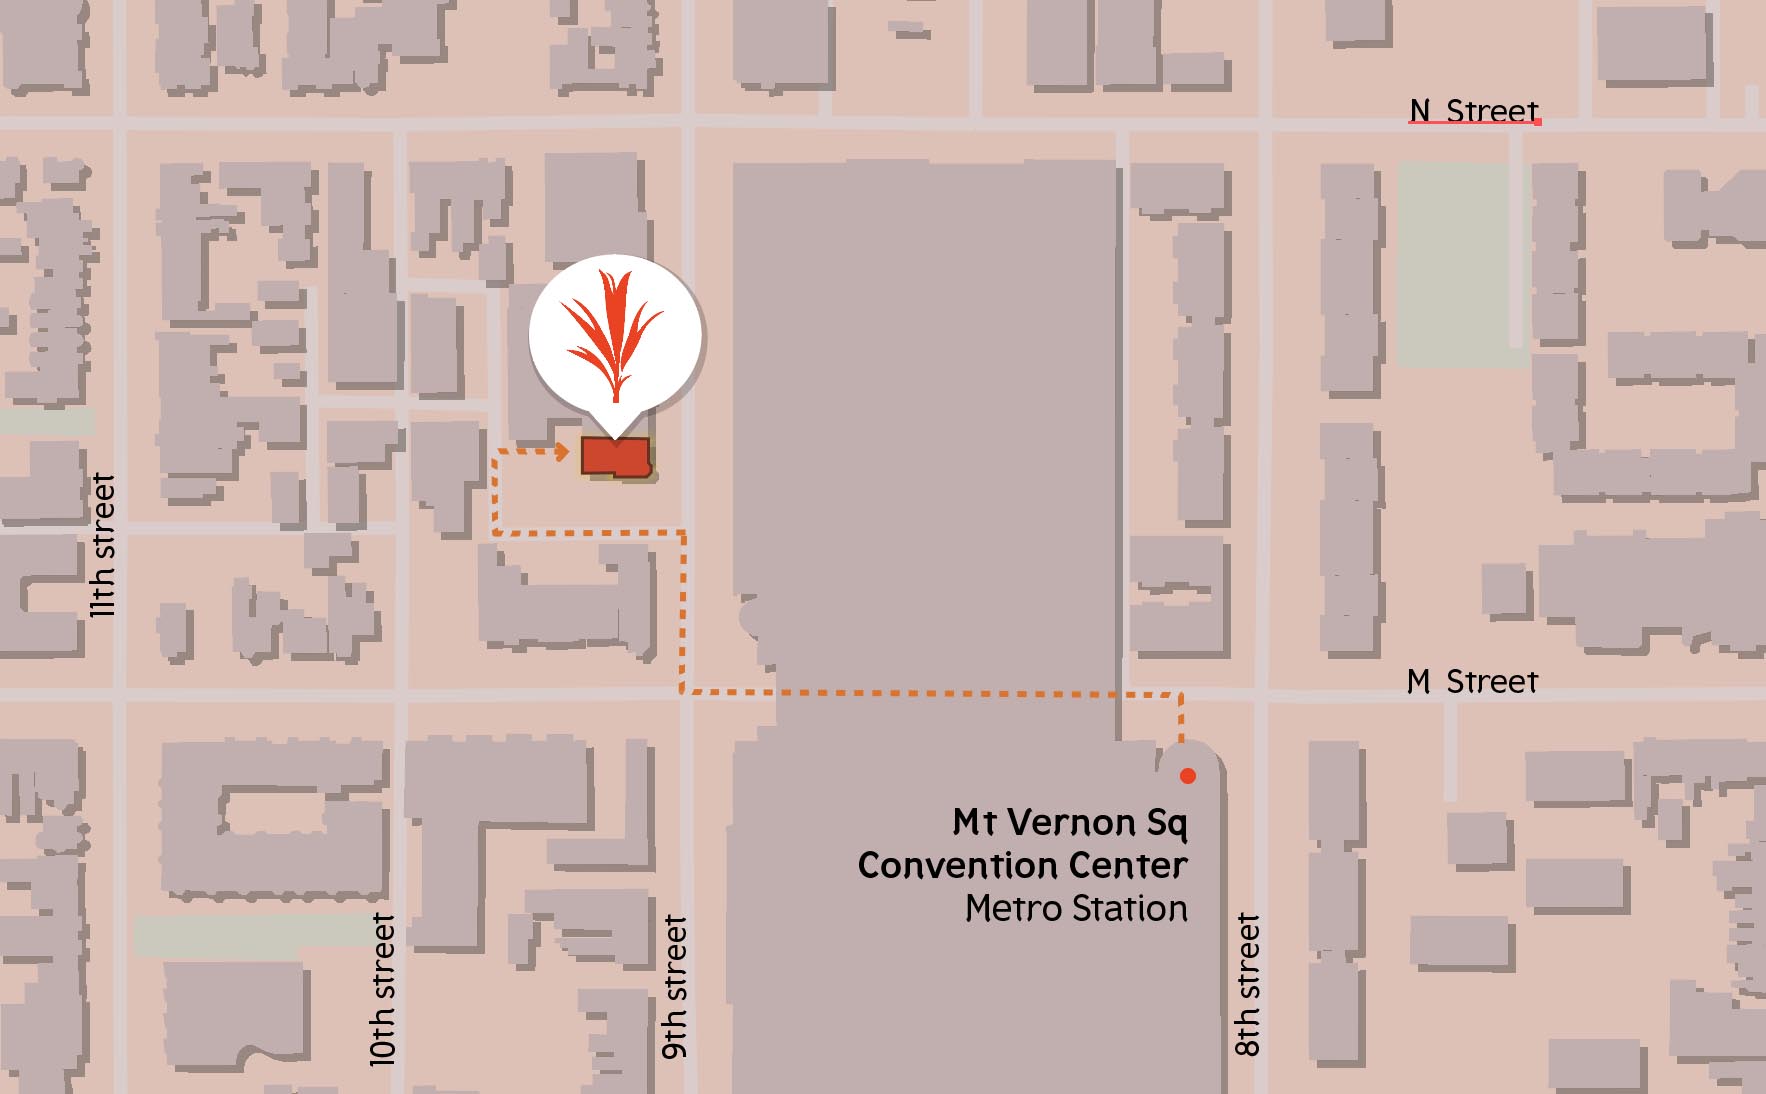 N Street
11th street
M Street
Mt Vernon Sq
Convention Center
Metro Station
10th street
9th street
8th street